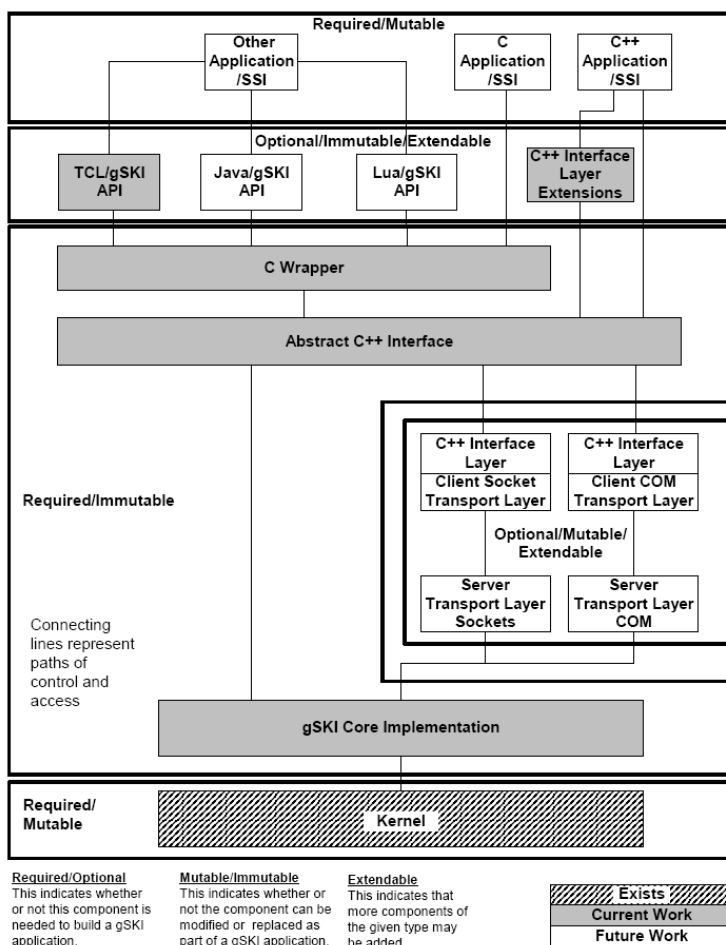 Required/Mutable
Other
Application
/SSI
C
Application
/SSI
C++
Application
/SSI
Optional/Immutable/Extendable
TCL/gSKI
API
Java/gSKI
API
Lua/gSKI
API
C++ Interface
Layer
Extensions
C Wrapper
Abstract C++ Interface
C++ Interface
Layer
Client Socket
Transport Layer
C++ Interface
Layer
Client COM
Transport Layer
Required/Immutable
Optional/Mutable/
Extendable
Server
Transport Layer
Sockets
Server
Transport Layer
COM
Connecting
lines represent
paths of
control and
access
gSKI Core Implementation
Required/
Mutable
Kernel
Required/Optional
This indicates whether
or not this component is
needed to build a gSKI
application.
Mutable/Immutable
This indicates whether or
not the component can be
modified or replaced as
part of a gSKI application.
Extendable
This indicates that
more components of
the given type may
be added
Exists
Current Work
Future Work